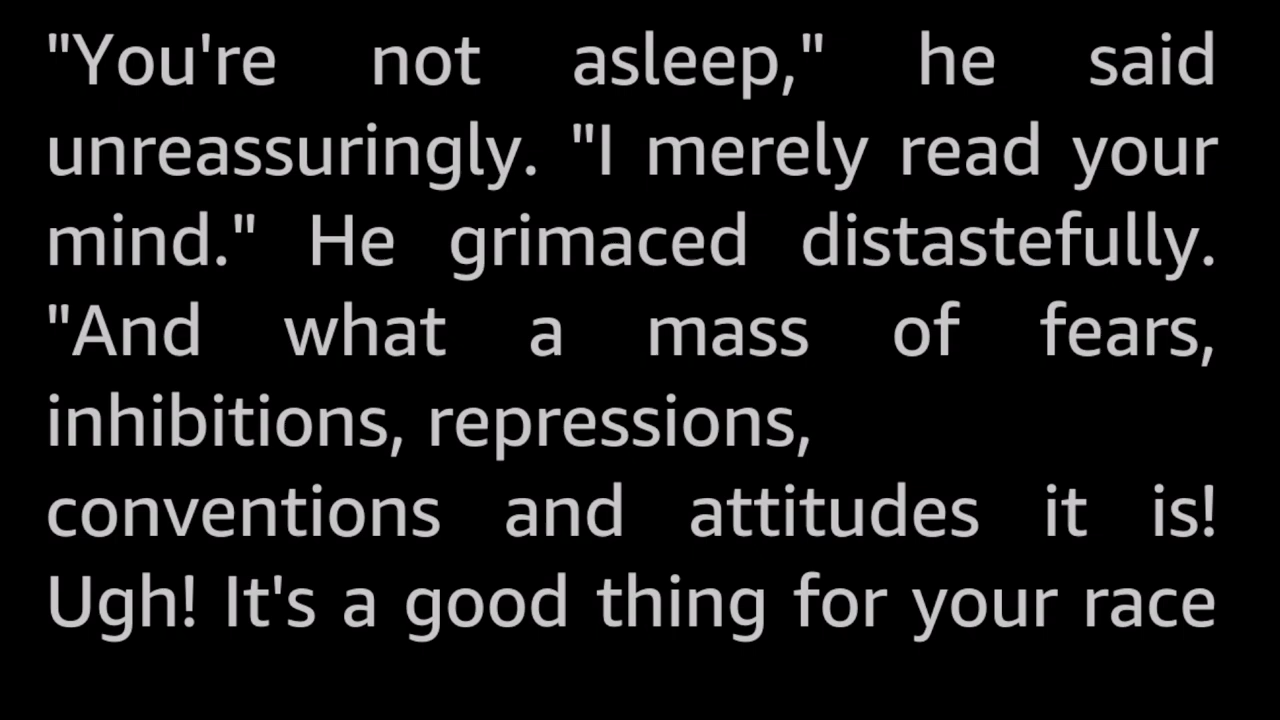 "You're not asleep," he said
unreassuringly. "I merely read your
mind." He grimaced distastefully.
"And what a mass of fears,
inhibitions, repressions,
conventions and attitudes it is!
Ugh! It's a good thing for your race